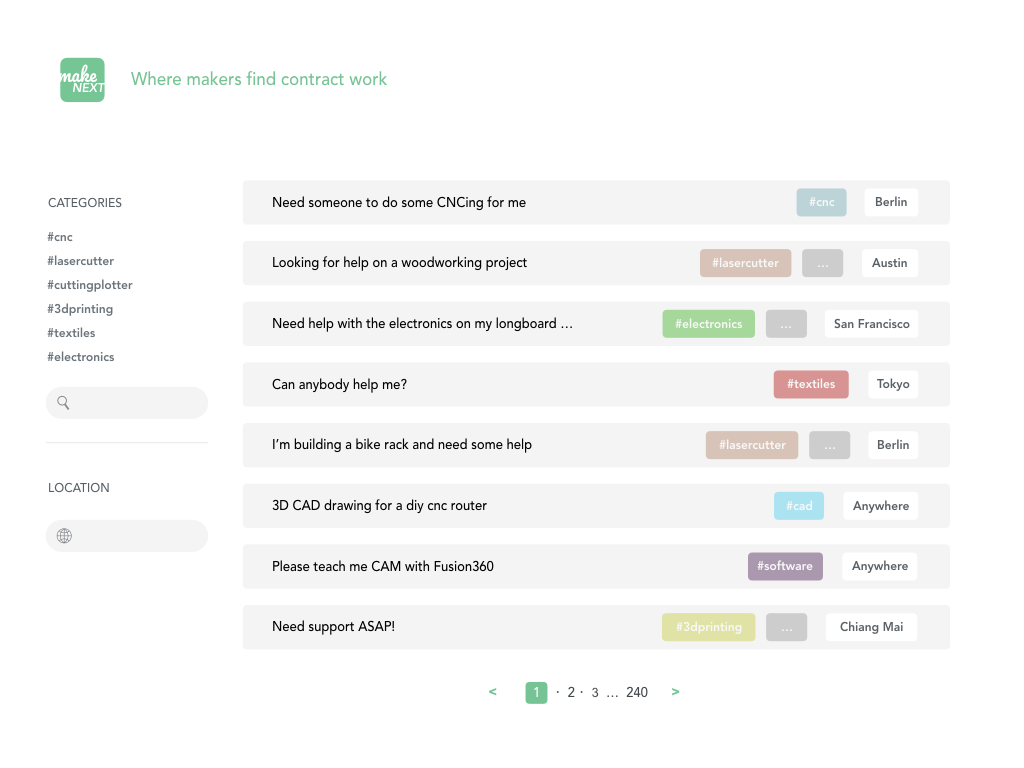 make
NEXT
Where makers find contract work
CATEGORIES
#cnc
#lasercutter
#cuttingplotter
#3dprinting
#textiles
#electronics
LOCATION
Need someone to do some CNCing for me #cnc Berlin
Looking for help on a woodworking project #lasercutter ... Austin
Need help with the electronics on my longboard ... #electronics ... San Francisco
Can anybody help me? #textiles Tokyo
I'm building a bike rack and need some help #lasercutter ... Berlin
3D CAD drawing for a diy cnc router #cad Anywhere
Please teach me CAM with Fusion360 #software Anywhere
Need support ASAP! #3dprinting ... Chiang Mai
< 1 · 2 · 3 ... 240 >